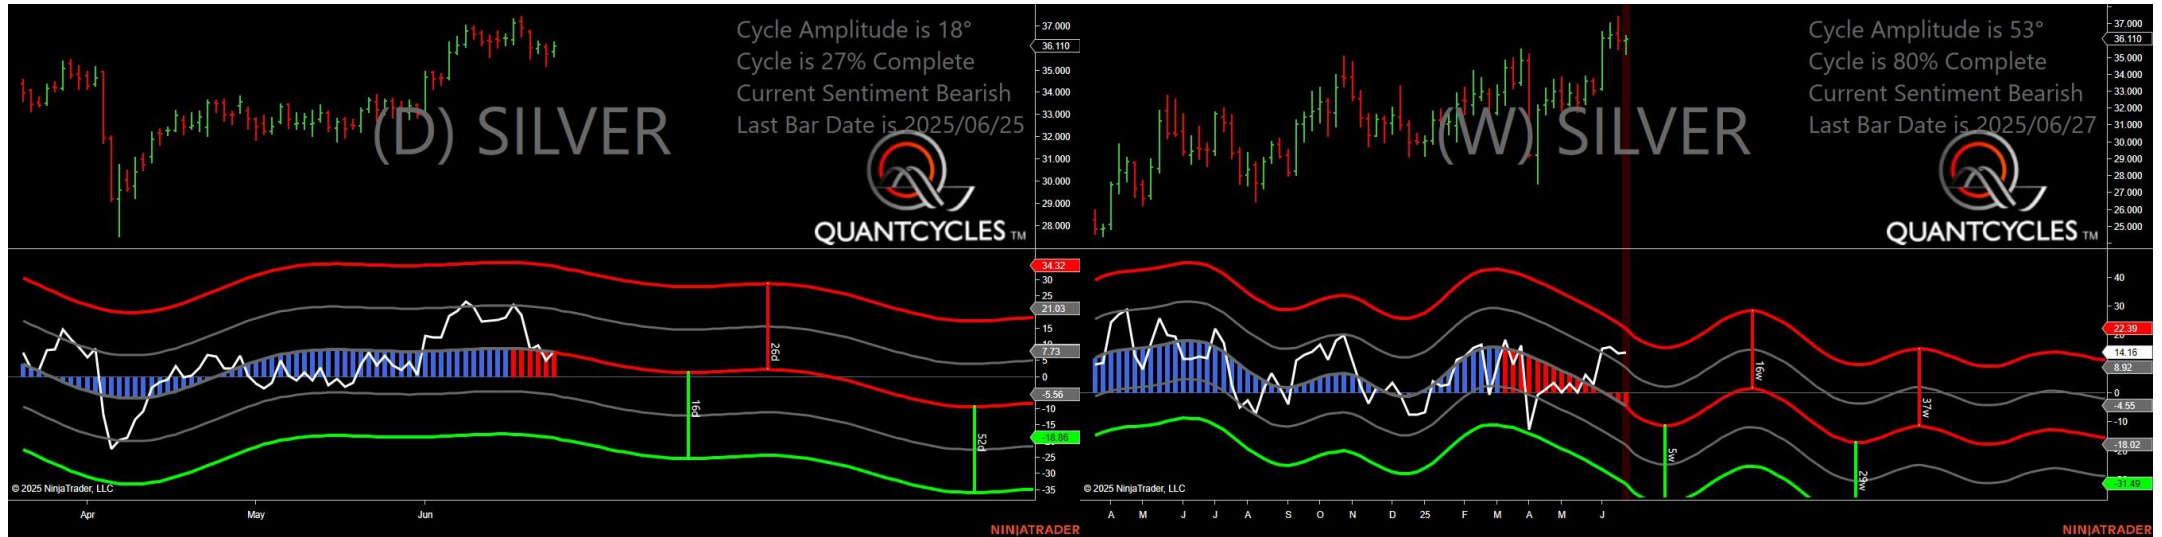 Cycle Amplitude is 18°
Cycle is 27% Complete
Current Sentiment Bearish
Last Bar Date is 2025/06/25
(D) SILVER
QUANTCYCLES TM
37.000
36.110
35.000
34.000
33.000
32.000
31.000
30.000
29.000
28.000
34.32
30
25
21.03
15
7.73
0
-5.56
-10
-15
-18.86
-25
-30
-35
26d
16d
52d
© 2025 NinjaTrader, LLC
Apr May Jun
NINJATRADER
Cycle Amplitude is 53°
Cycle is 80% Complete
Current Sentiment Bearish
Last Bar Date is 2025/06/27
(W) SILVER
QUANTCYCLES TM
37.000
36.110
35.000
34.000
33.000
32.000
31.000
30.000
29.000
28.000
27.000
26.000
25.000
40
30
22.39
14.16
8.92
0
-4.55
-10
-18.02
-31.49
16w
37w
5w
29w
© 2025 NinjaTrader, LLC
A M J J A S O N D 25 F M A M J
NINJATRADER